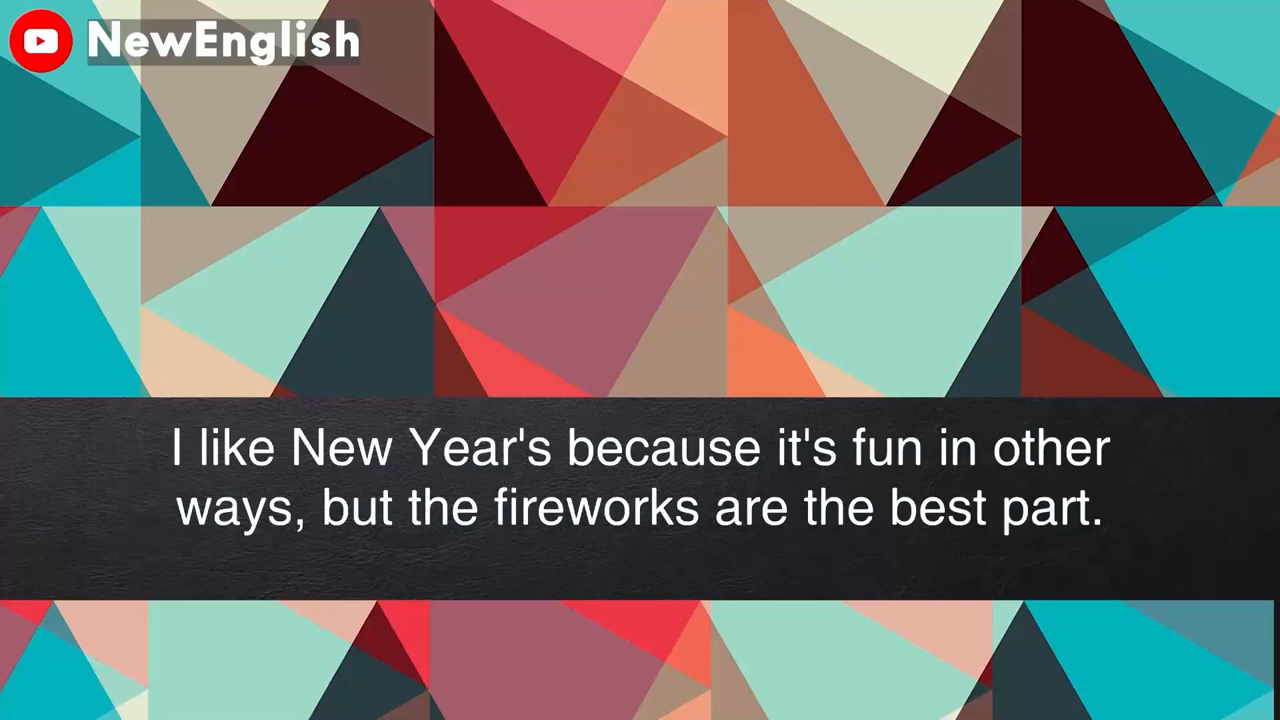 NewEnglish
I like New Year's because it's fun in other
ways, but the fireworks are the best part.